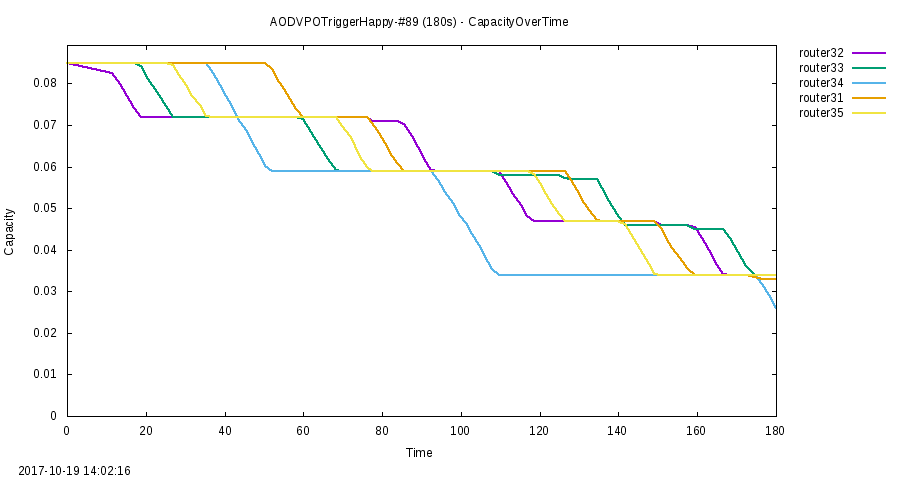 AODVPOTriggerHappy-#89 (180s) - CapacityOverTime
router32
router33
router34
router31
router35
0.08
0.07
0.06
0.05
0.04
0.03
0.02
0.01
0
Capacity
0 20 40 60 80 100 120 140 160 180
Time
2017-10-19 14:02:16